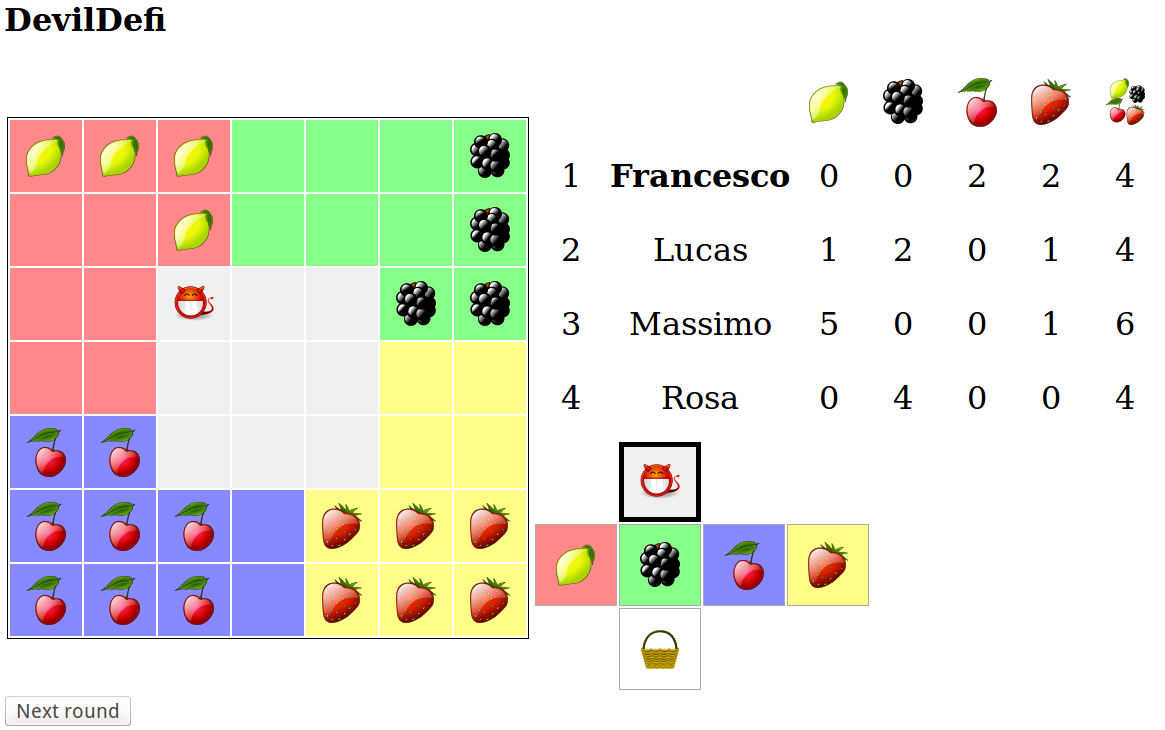 DevilDefi
1 Francesco 0 0 2 2 4
2 Lucas 1 2 0 1 4
3 Massimo 5 0 0 1 6
4 Rosa 0 4 0 0 4
Next round